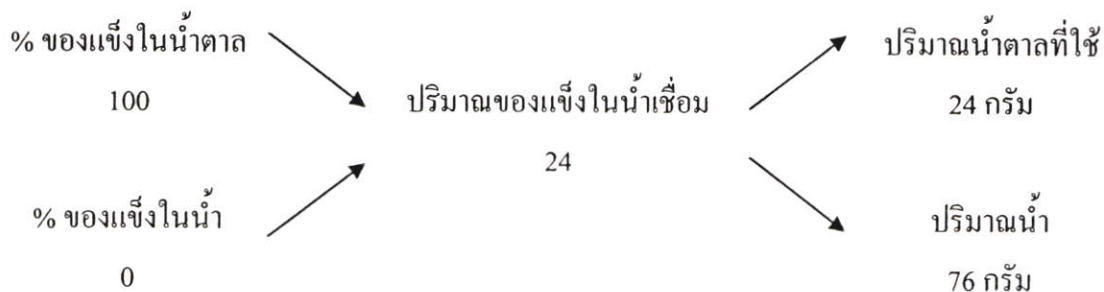 % ของแข็งในน้ำตาล
100
% ของแข็งในน้ำ
0
ปริมาณของแข็งในน้ำเชื่อม
24
ปริมาณน้ำตาลที่ใช้
24 กรัม
ปริมาณน้ำ
76 กรัม